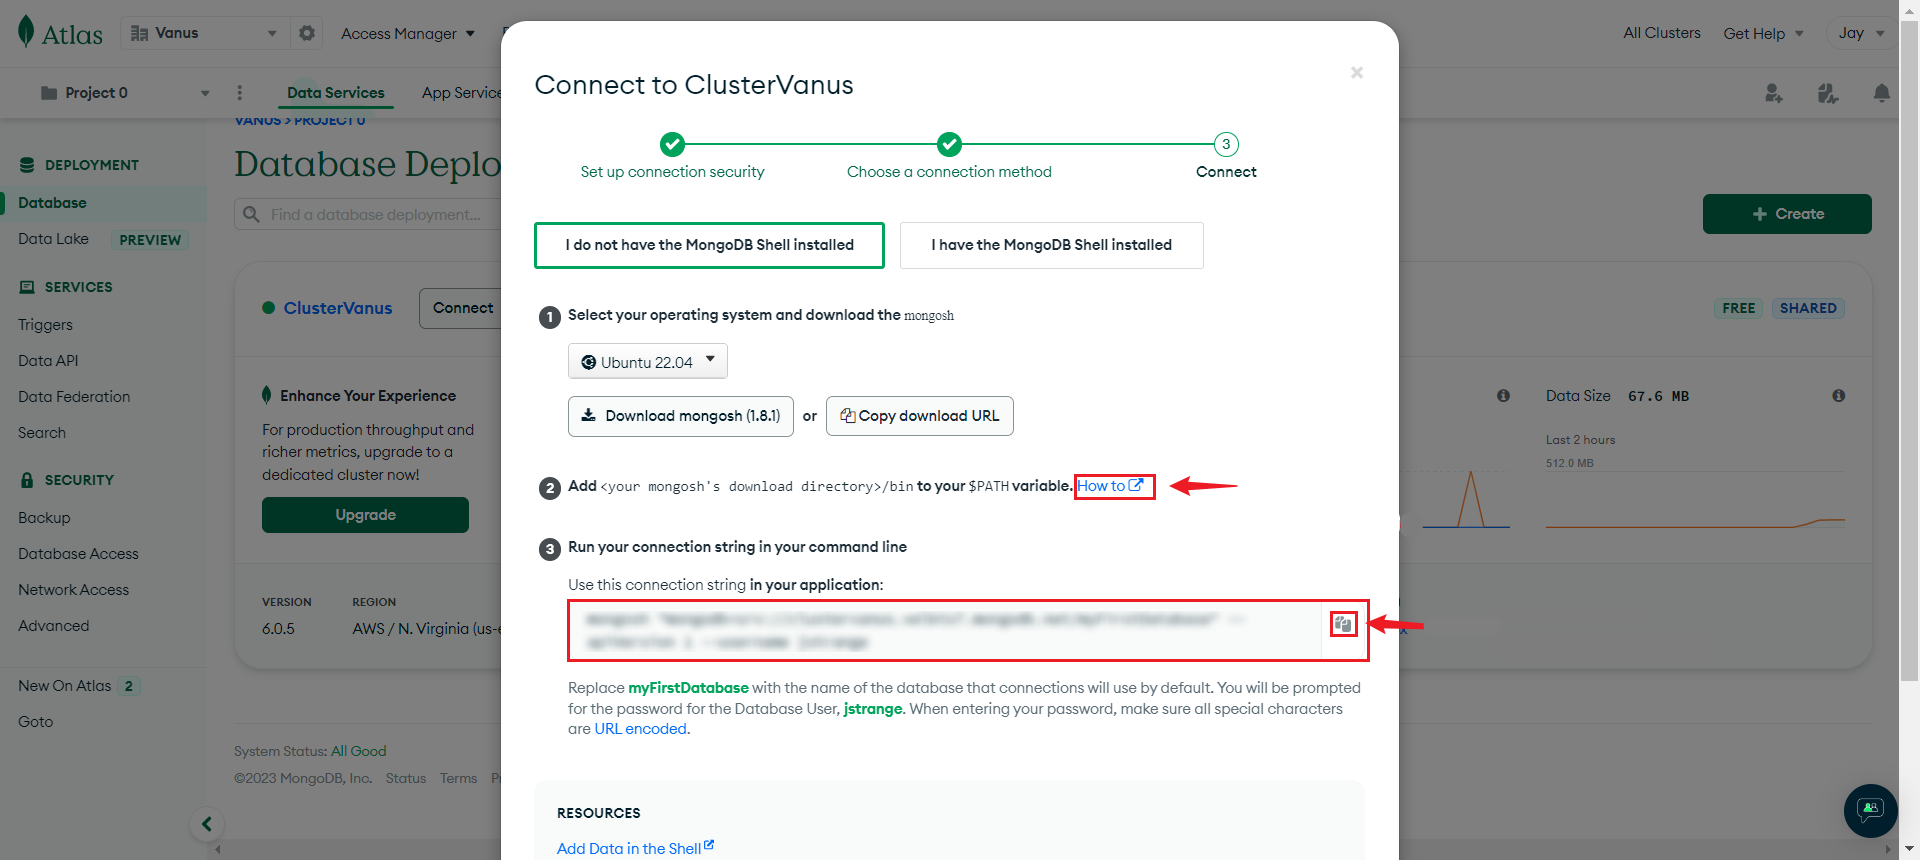 Atlas
Vanus
Access Manager
All Clusters
Get Help
Jay
Project 0
Data Services
App Service
VANUS > PROJECT 0
Database Deplo
Find a database deployment...
Create
DEPLOYMENT
Database
Data Lake PREVIEW
SERVICES
Triggers
Data API
Data Federation
Search
SECURITY
Backup
Database Access
Network Access
Advanced
New On Atlas 2
Goto
ClusterVanus
Connect
FREE SHARED
Enhance Your Experience
For production throughput and
richer metrics, upgrade to a
dedicated cluster now!
Upgrade
VERSION
6.0.5
REGION
AWS / N. Virginia (us-e
Data Size 67.6 MB
Last 2 hours
512.0 MB
System Status: All Good
©2023 MongoDB, Inc. Status Terms
Connect to ClusterVanus
×
3
Set up connection security
Choose a connection method
Connect
I do not have the MongoDB Shell installed
I have the MongoDB Shell installed
1 Select your operating system and download the mongosh
Ubuntu 22.04
Download mongosh (1.8.1) or Copy download URL
2 Add <your mongosh's download directory>/bin to your $PATH variable. How to
3 Run your connection string in your command line
Use this connection string in your application:
Replace myFirstDatabase with the name of the database that connections will use by default. You will be prompted
for the password for the Database User, jstrange. When entering your password, make sure all special characters
are URL encoded.
RESOURCES
Add Data in the Shell